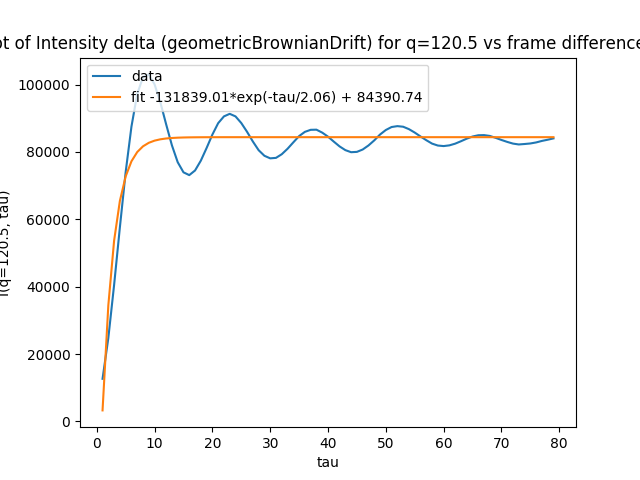 ot of Intensity delta (geometricBrownianDrift) for q=120.5 vs frame difference
data
fit -131839.01*exp(-tau/2.06) + 84390.74
100000
80000
60000
40000
20000
0
I(q=120.5, tau)
0 10 20 30 40 50 60 70 80
tau